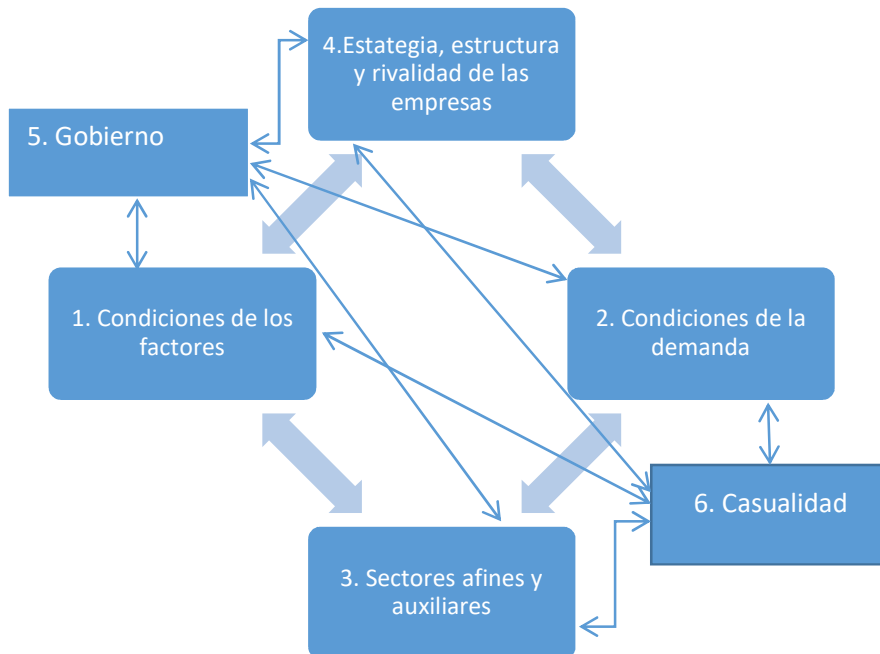 4.Estategia, estructura
y rivalidad de las
empresas
5. Gobierno
1. Condiciones de los
factores
2. Condiciones de la
demanda
6. Casualidad
3. Sectores afines y
auxiliares